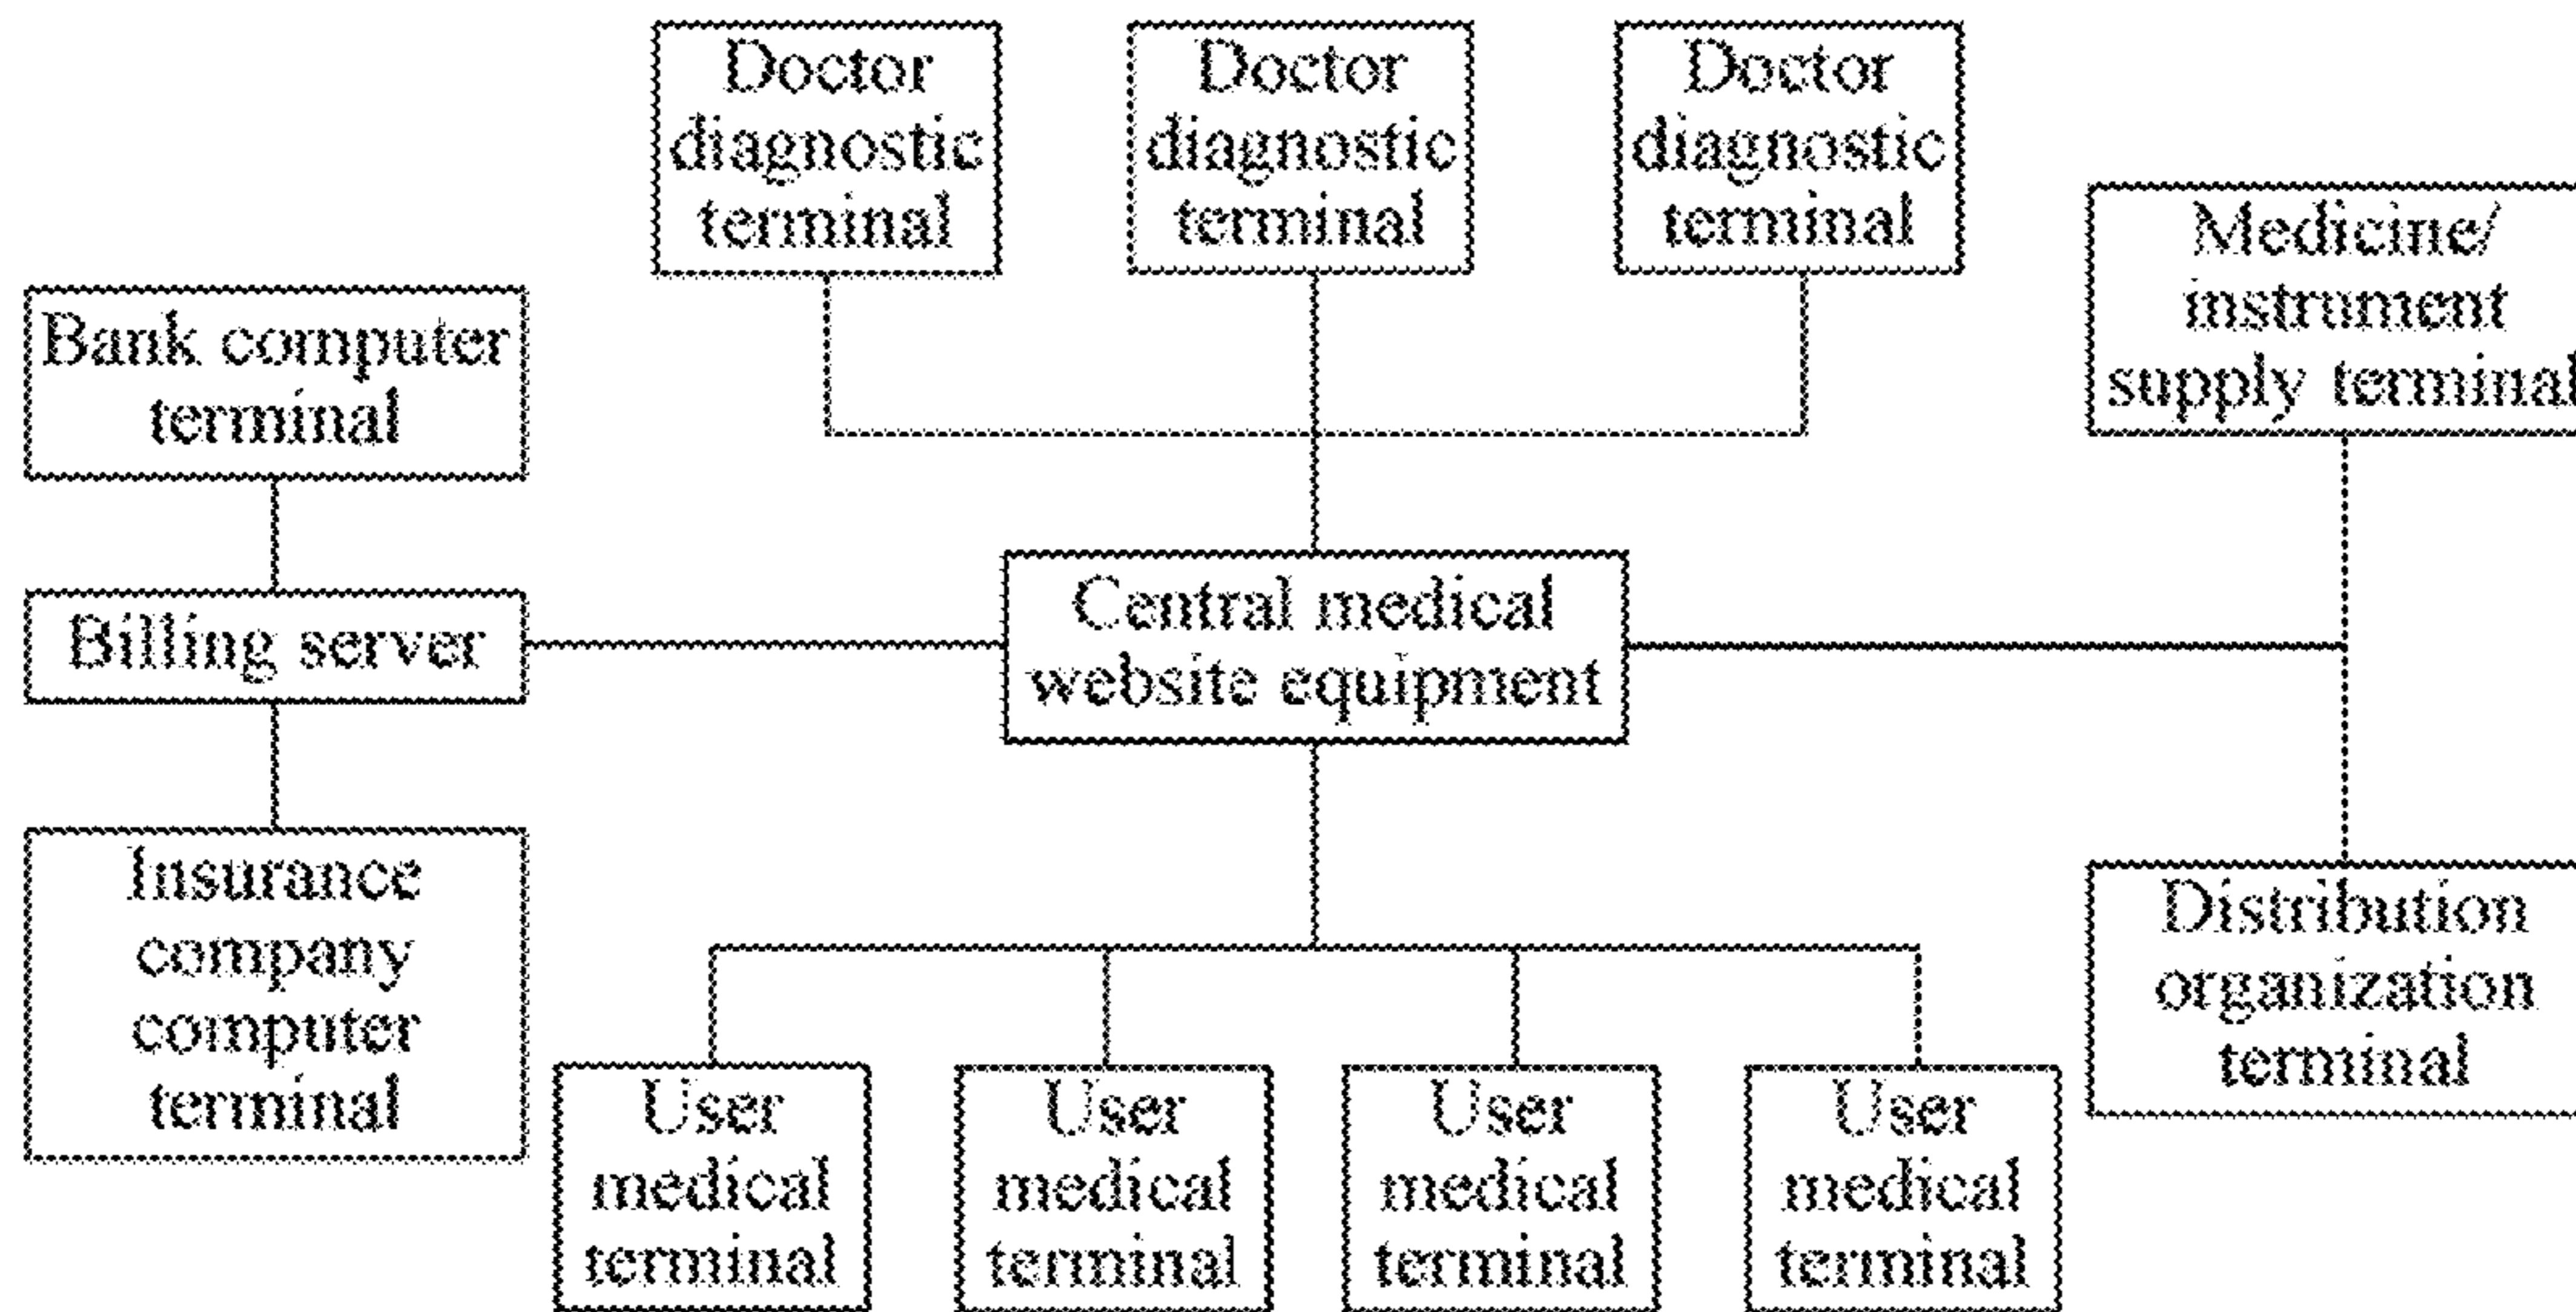 Doctor
diagnostic
terminal
Doctor
diagnostic
terminal
Doctor
diagnostic
terminal
Medicine/
instrument
supply terminal
Bank computer
terminal
Billing server
Central medical
website equipment
Insurance
company
computer
terminal
Distribution
organization
terminal
User
medical
terminal
User
medical
terminal
User
medical
terminal
User
medical
terminal